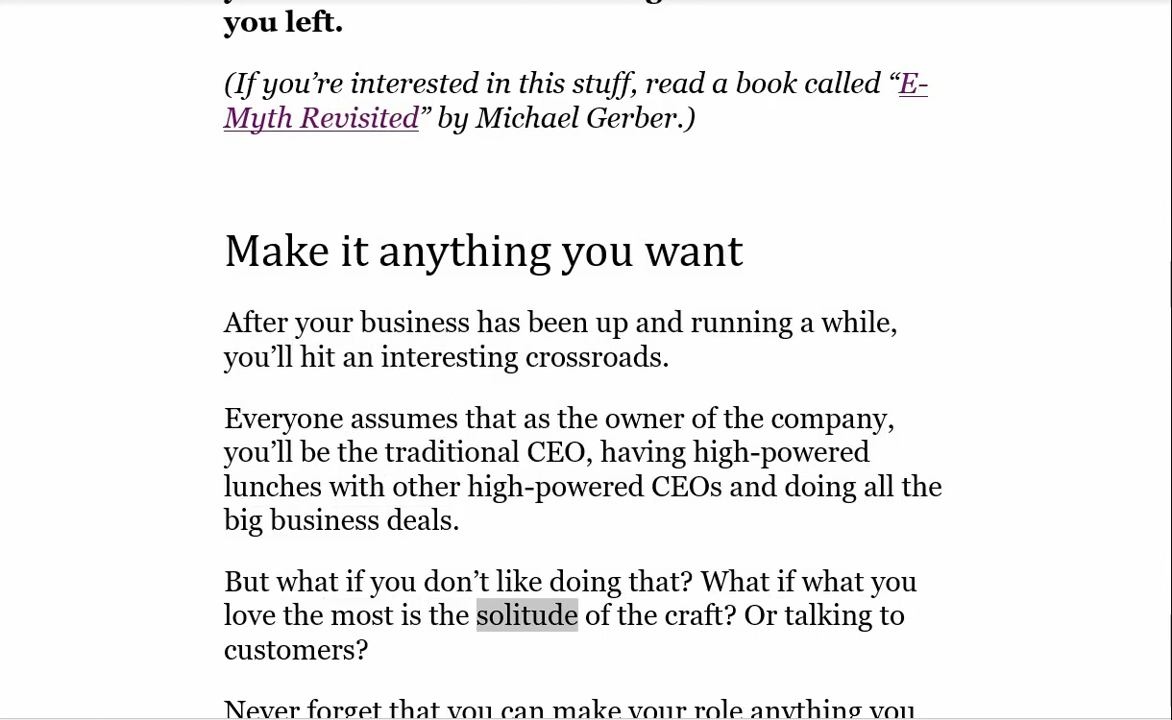 you left.
(If you’re interested in this stuff, read a book called “E-
Myth Revisited” by Michael Gerber.)
Make it anything you want
After your business has been up and running a while,
you’ll hit an interesting crossroads.
Everyone assumes that as the owner of the company,
you’ll be the traditional CEO, having high-powered
lunches with other high-powered CEOs and doing all the
big business deals.
But what if you don’t like doing that? What if what you
love the most is the solitude of the craft? Or talking to
customers?
Never forget that you can make your role anything you